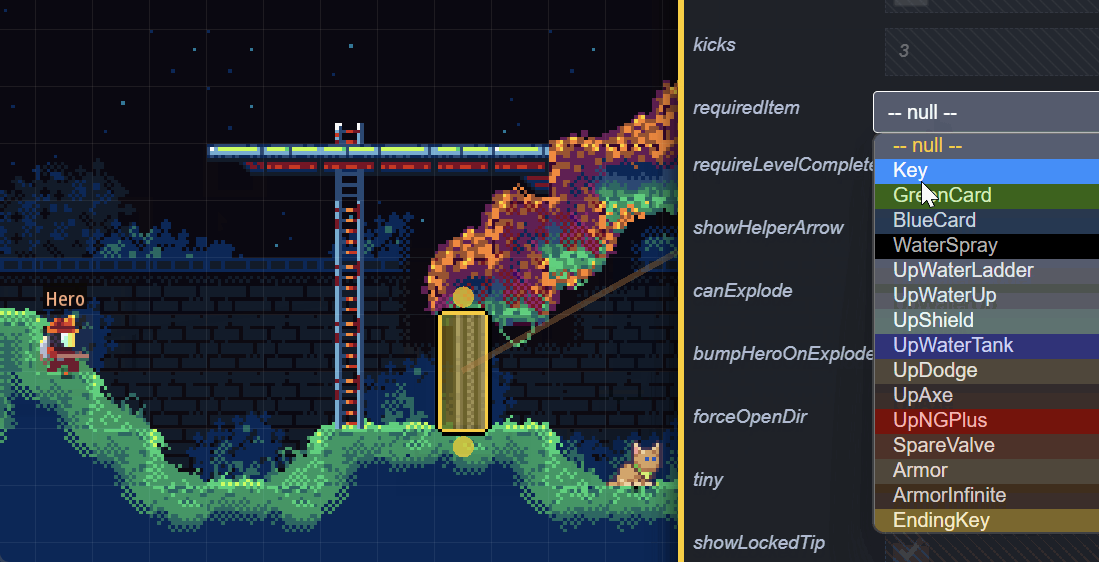 Hero
kicks
3
requiredItem
-- null --
-- null --
Key
GreenCard
BlueCard
WaterSpray
UpWaterLadder
UpWaterUp
UpShield
UpWaterTank
UpDodge
UpAxe
UpNGPlus
SpareValve
Armor
ArmorInfinite
EndingKey
requireLevelComplete
showHelperArrow
canExplode
bumpHeroOnExplode
forceOpenDir
tiny
showLockedTip